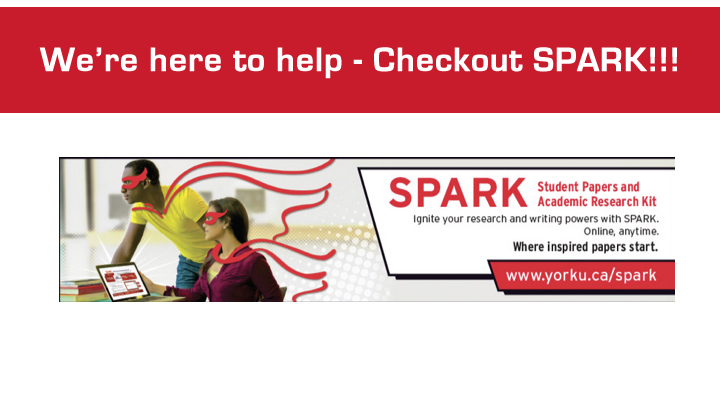 We're here to help - Checkout SPARK!!!
SPARK
Student Papers and
Academic Research Kit
Ignite your research and writing powers with SPARK.
Online, anytime.
Where inspired papers start.
www.yorku.ca/spark